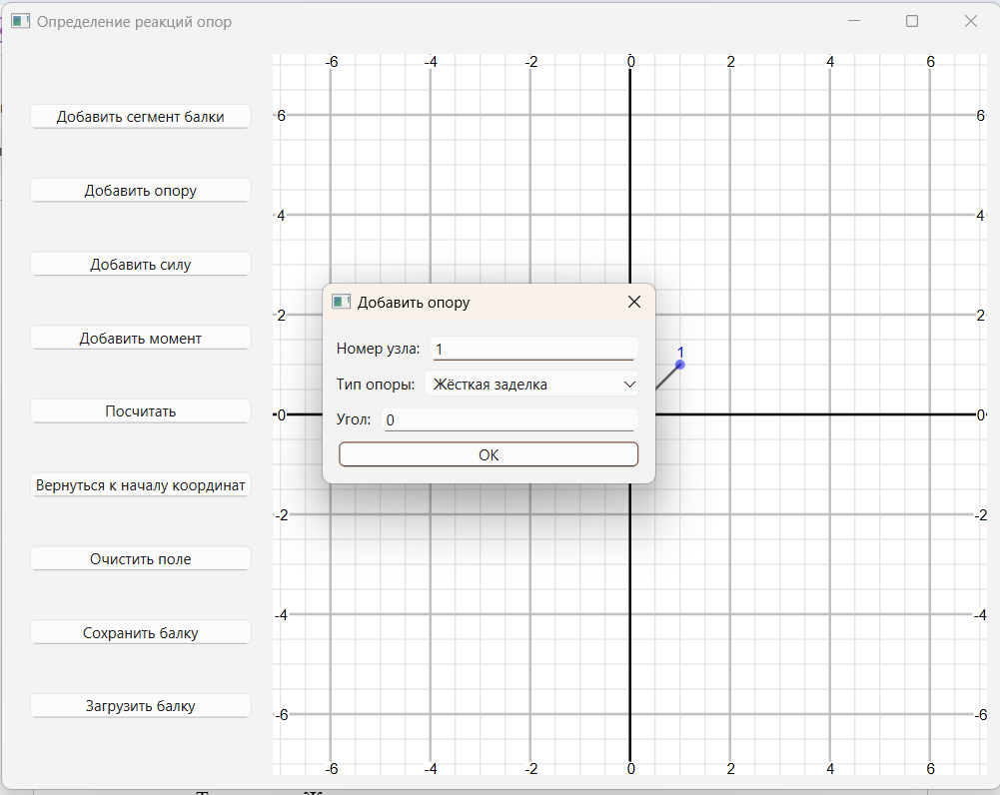 Определение реакций опор
-6 -4 -2 0 2 4 6
Добавить сегмент балки
Добавить опору
Добавить силу
Добавить момент
Посчитать
Вернуться к началу координат
Очистить поле
Сохранить балку
Загрузить балку
6 6
4 4
2 2
0 0
-2 -2
-4 -4
-6 -6
Добавить опору
Номер узла: 1
Тип опоры: Жёсткая заделка
Угол: 0
OK
1
-6 -4 -2 0 2 4 6